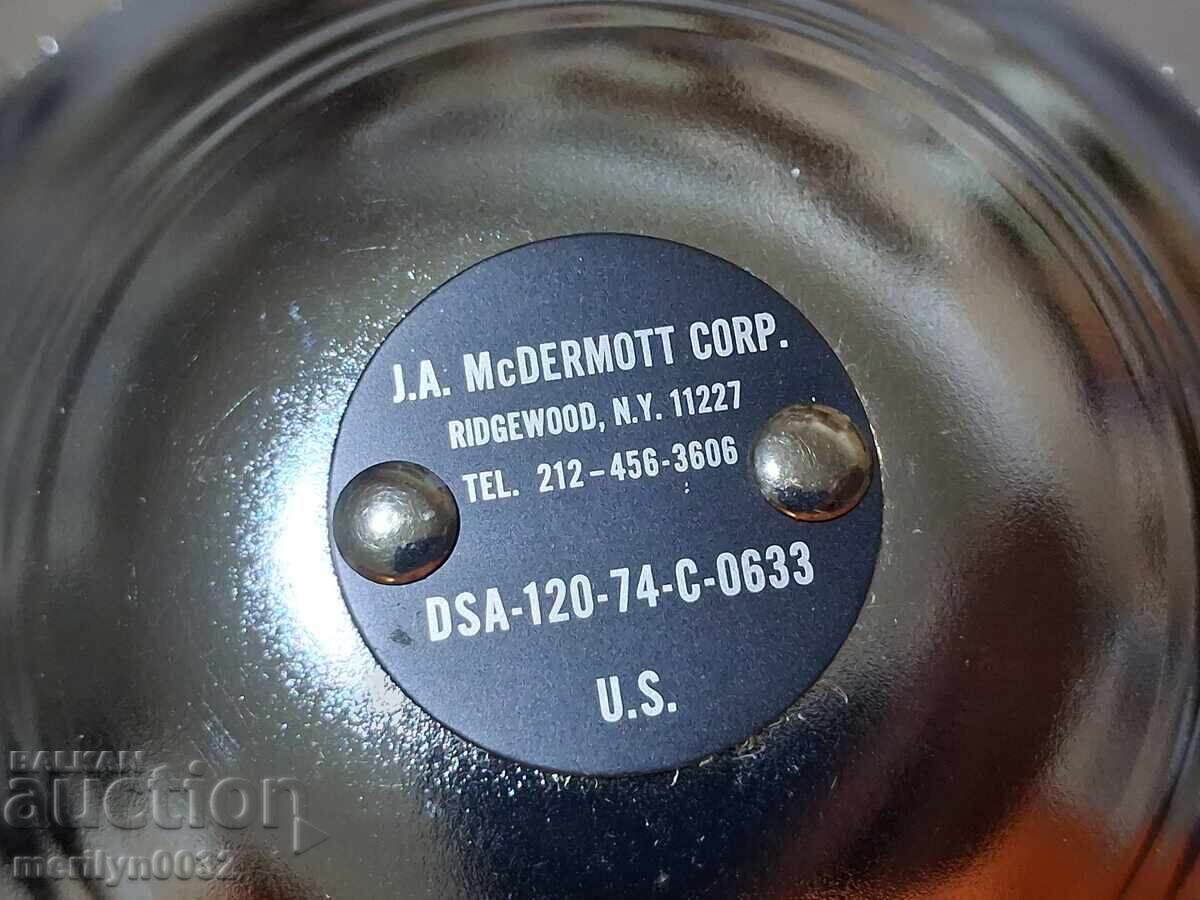 J.A. McDERMOTT CORP.
RIDGEWOOD, N.Y. 11227
TEL. 212-456-3606
DSA-120-74-C-0633
U.S.
BALKAN
auction
merilyn0032